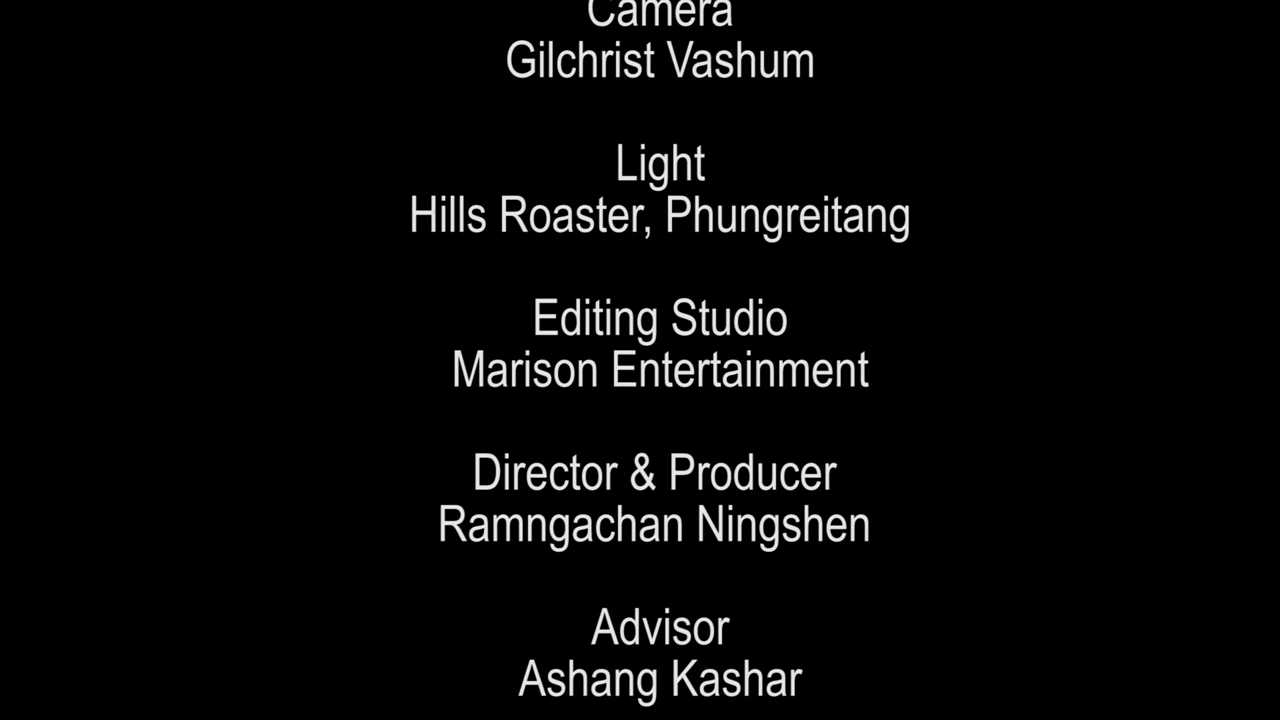 Camera
Gilchrist Vashum
Light
Hills Roaster, Phungreitang
Editing Studio
Marison Entertainment
Director & Producer
Ramngachan Ningshen
Advisor
Ashang Kashar